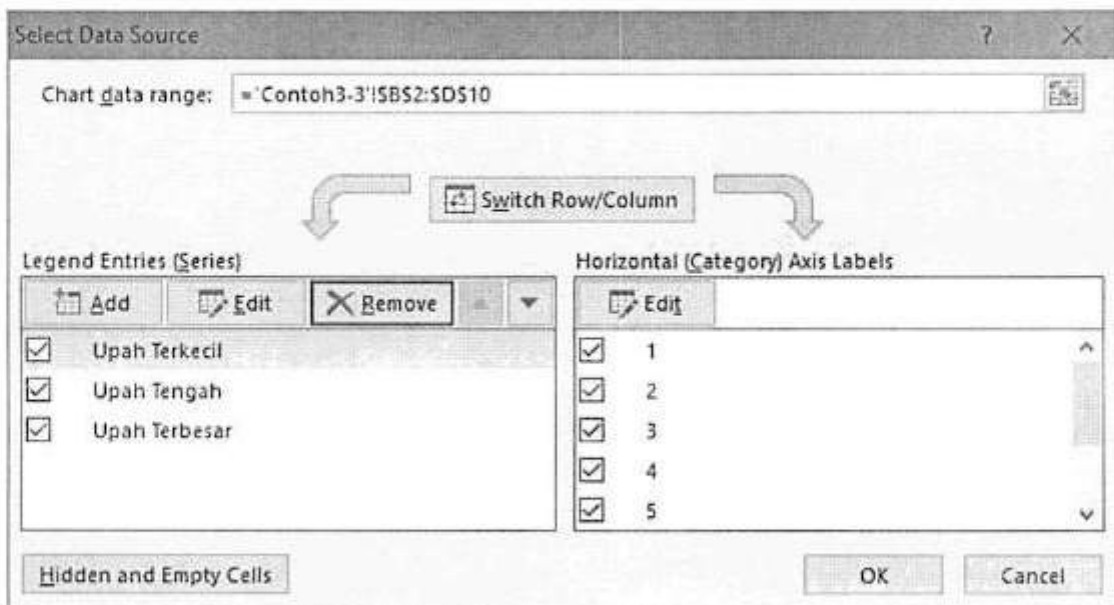 Select Data Source ? ×
Chart data range: ='Contoh3-3'!$B$2:$D$10
Switch Row/Column
Legend Entries (Series)
Add Edit Remove
Upah Terkecil
Upah Tengah
Upah Terbesar
Horizontal (Category) Axis Labels
Edit
1
2
3
4
5
Hidden and Empty Cells
OK Cancel